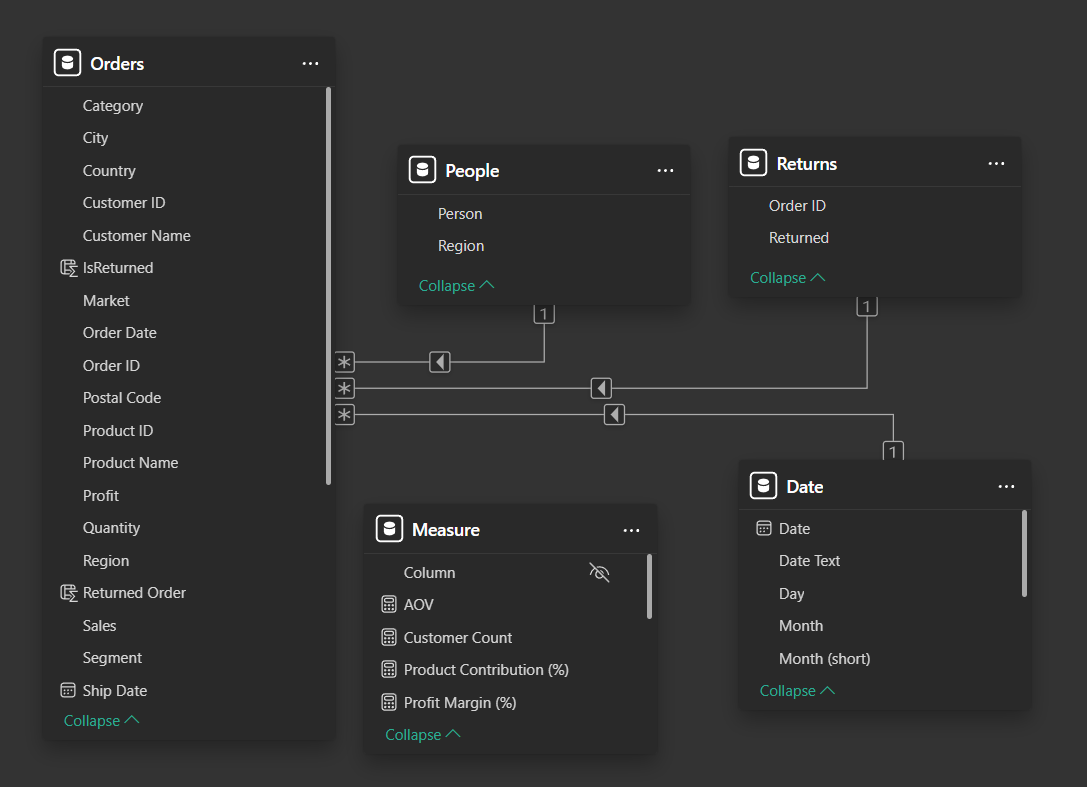 Orders
Category
City
Country
Customer ID
Customer Name
IsReturned
Market
Order Date
Order ID
Postal Code
Product ID
Product Name
Profit
Quantity
Region
Returned Order
Sales
Segment
Ship Date
Collapse
People
Person
Region
Collapse
Returns
Order ID
Returned
Collapse
1
1
*
*
*
1
Measure
Column
AOV
Customer Count
Product Contribution (%)
Profit Margin (%)
Collapse
Date
Date
Date Text
Day
Month
Month (short)
Collapse